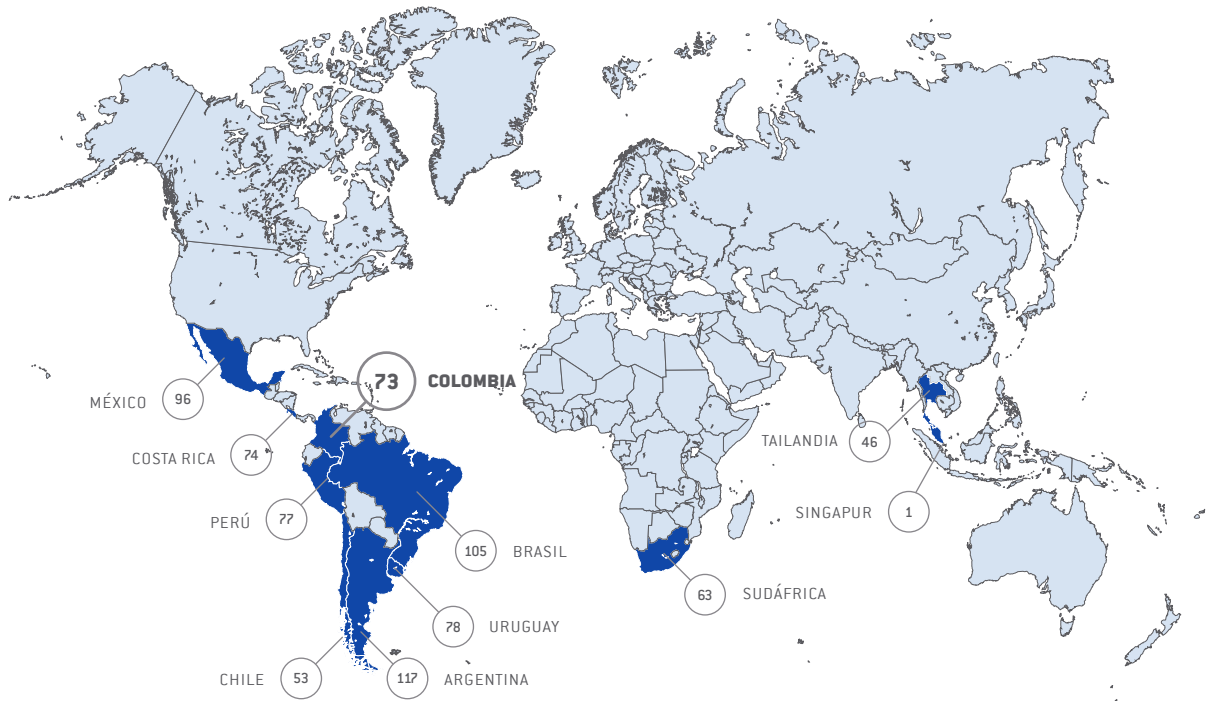 73 COLOMBIA
MÉXICO 96
COSTA RICA 74
TAILANDIA 46
PERÚ 77
SINGAPUR 1
105 BRASIL
63 SUDÁFRICA
78 URUGUAY
CHILE 53
117 ARGENTINA